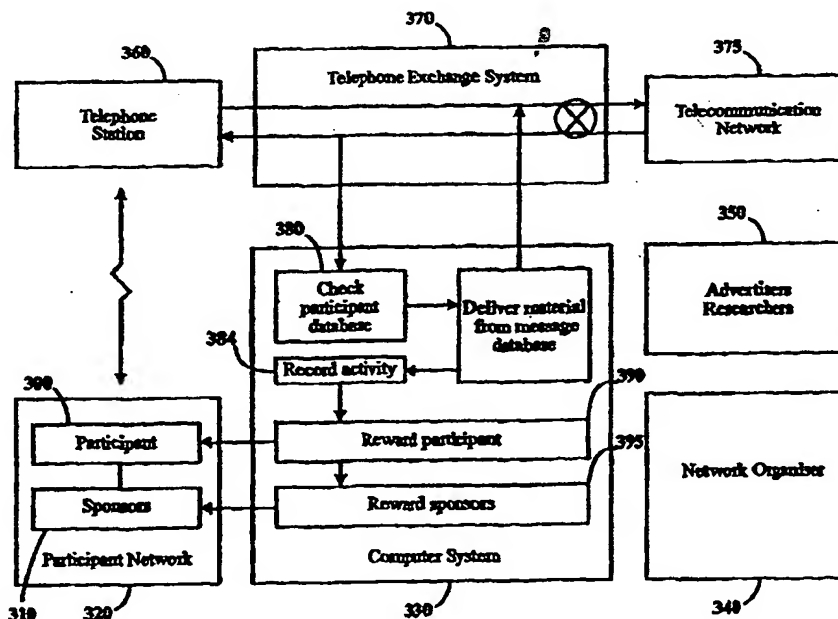 370
360
375
Telephone Exchange System
Telephone
Station
Telecommunication
Network
380
350
Check
participant
database
Deliver material
from message
database
Advertisers
Researchers
384
Record activity
300
390
Participant
Reward participant
395
Network Organiser
Sponsors
Reward sponsors
Participant Network
Computer System
310
320
330
340